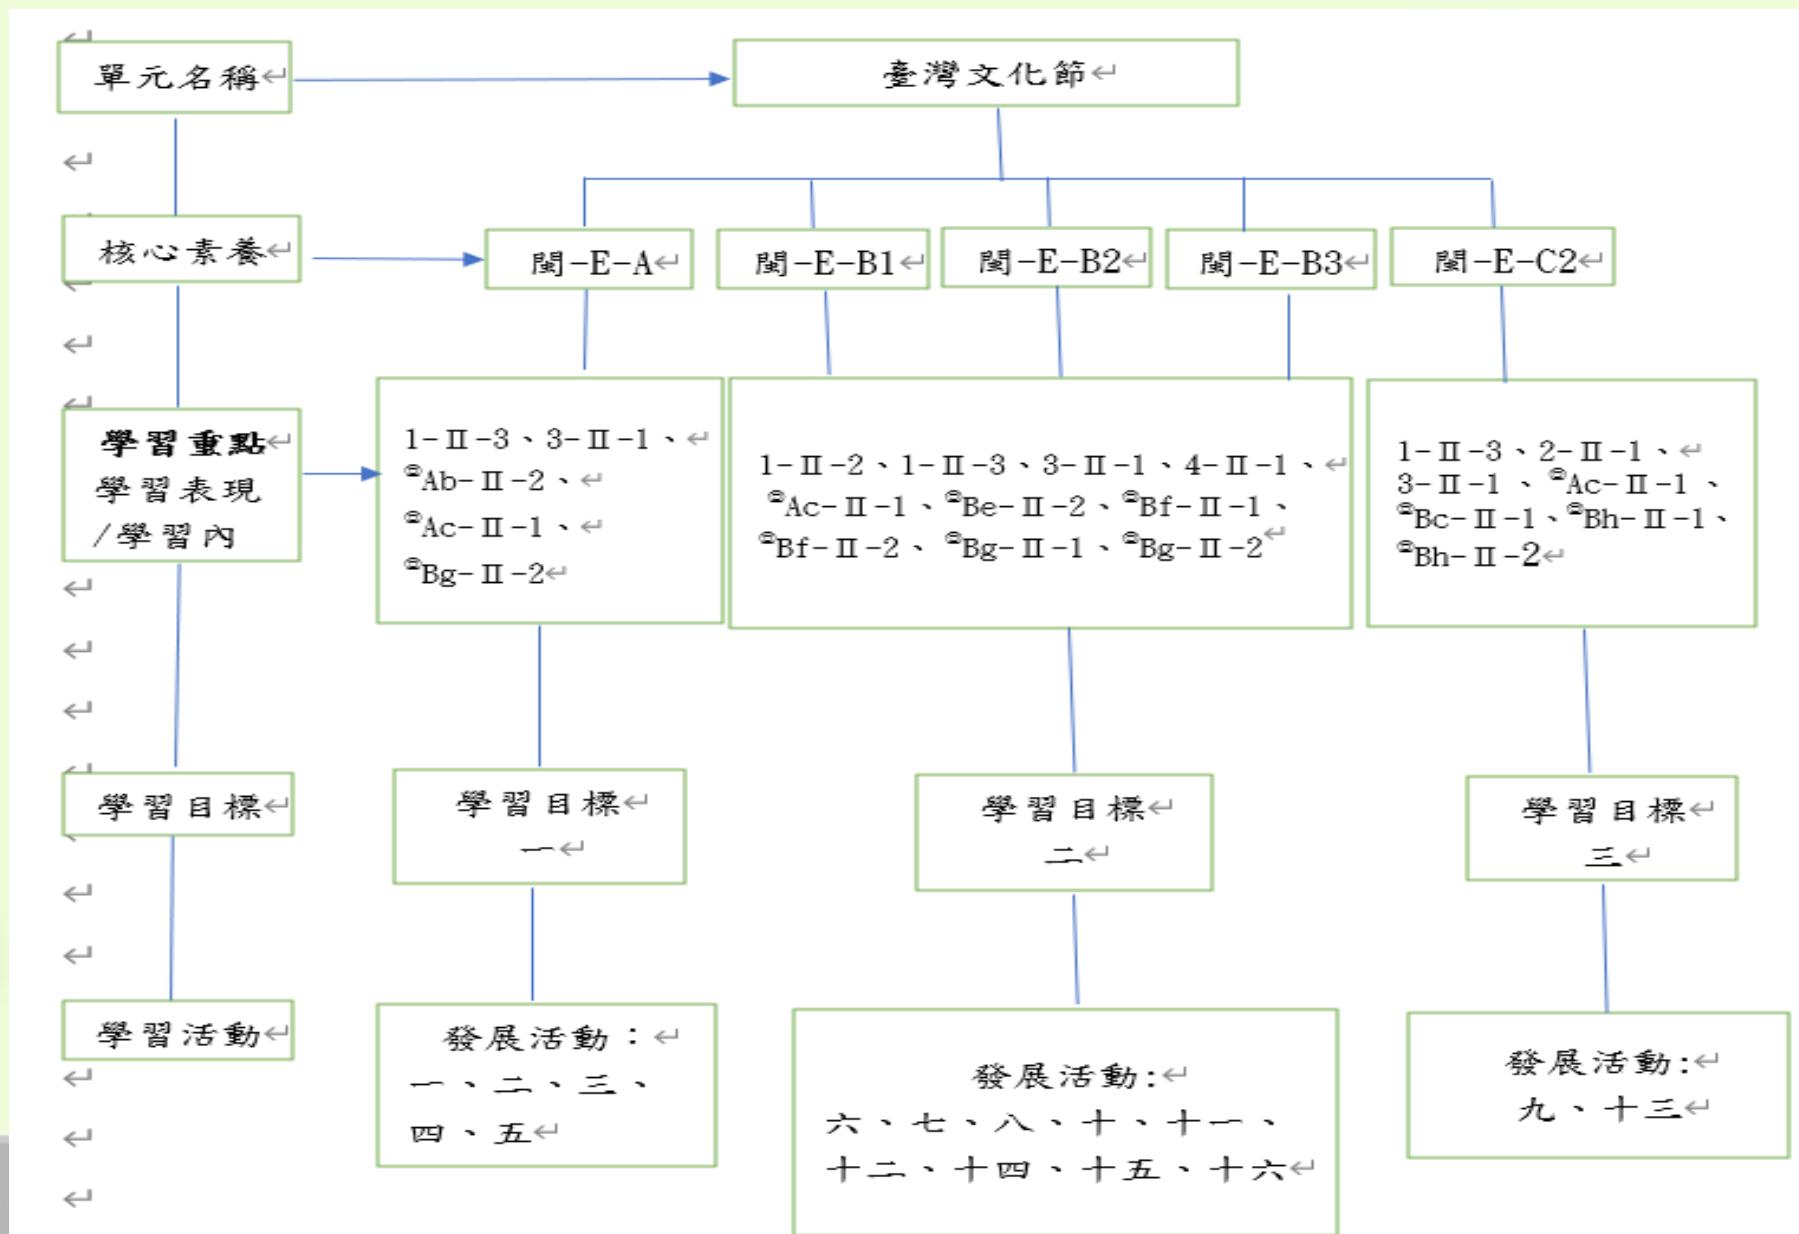 單元名稱
臺灣文化節
核心素養
閩-E-A
閩-E-B1
閩-E-B2
閩-E-B3
閩-E-C2
學習重點
學習表現
/學習內
1-Ⅱ-3、3-Ⅱ-1、
Ab-Ⅱ-2、
Ac-Ⅱ-1、
Bg-Ⅱ-2
1-Ⅱ-2、1-Ⅱ-3、3-Ⅱ-1、4-Ⅱ-1、
Ac-Ⅱ-1、Be-Ⅱ-2、Bf-Ⅱ-1、
Bf-Ⅱ-2、Bg-Ⅱ-1、Bg-Ⅱ-2
1-Ⅱ-3、2-Ⅱ-1、
3-Ⅱ-1、Ac-Ⅱ-1、
Bc-Ⅱ-1、Bh-Ⅱ-1、
Bh-Ⅱ-2
學習目標
學習目標
一
學習目標
二
學習目標
三
學習活動
發展活動：
一、二、三、
四、五
發展活動:
六、七、八、十、十一、
十二、十四、十五、十六
發展活動:
九、十三